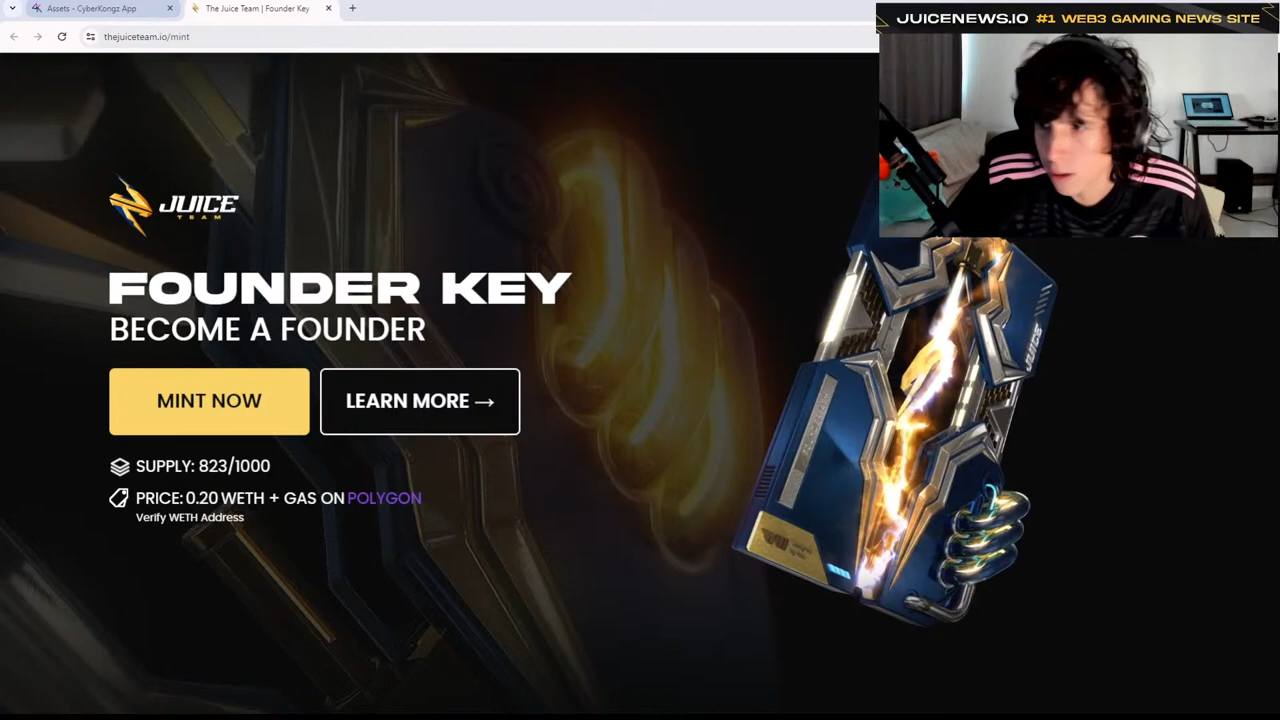 Assets - CyberKongz App
The Juice Team | Founder Key
thejuiceteam.io/mint
JUICENEWS.IO #1 WEB3 GAMING NEWS SITE
JUICE
TEAM
FOUNDER KEY
BECOME A FOUNDER
MINT NOW
LEARN MORE →
SUPPLY: 823/1000
PRICE: 0.20 WETH + GAS ON POLYGON
Verify WETH Address
JUICE